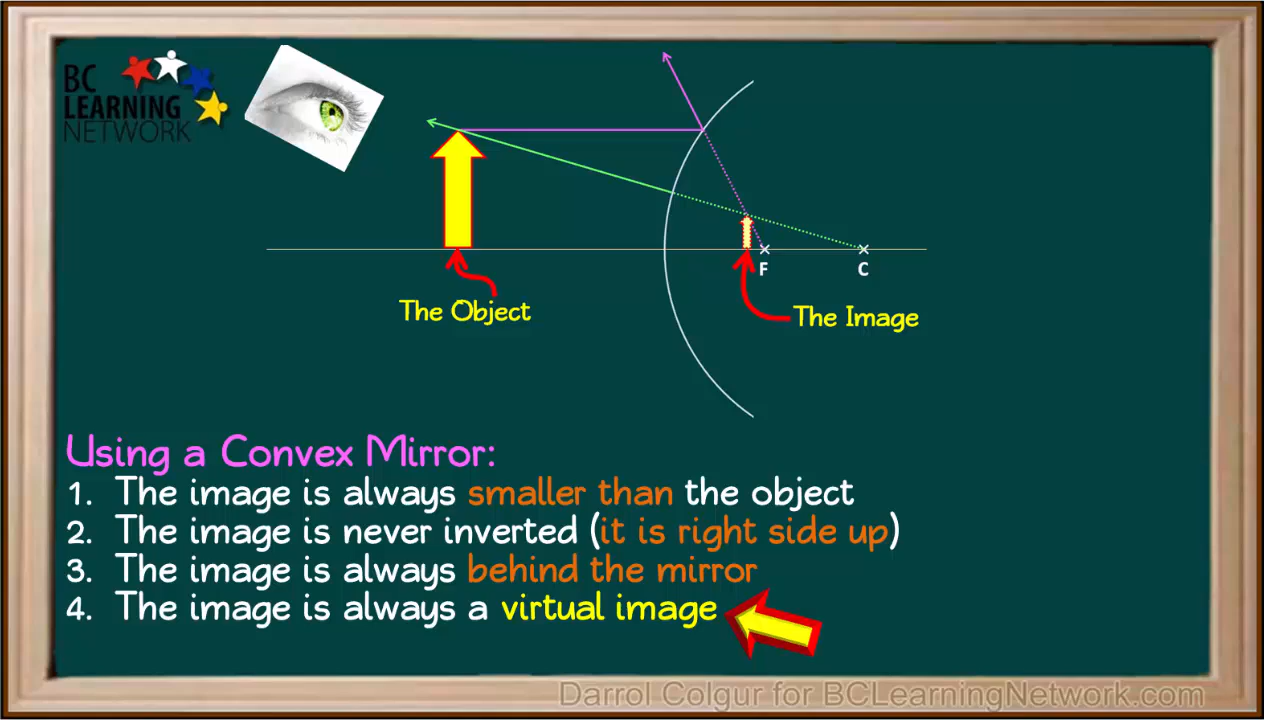 BC
LEARNING
NETWORK
F
C
The Object
The Image
Using a Convex Mirror:
1. The image is always smaller than the object
2. The image is never inverted (it is right side up)
3. The image is always behind the mirror
4. The image is always a virtual image
Darrol Colgur for BCLearningNetwork.com